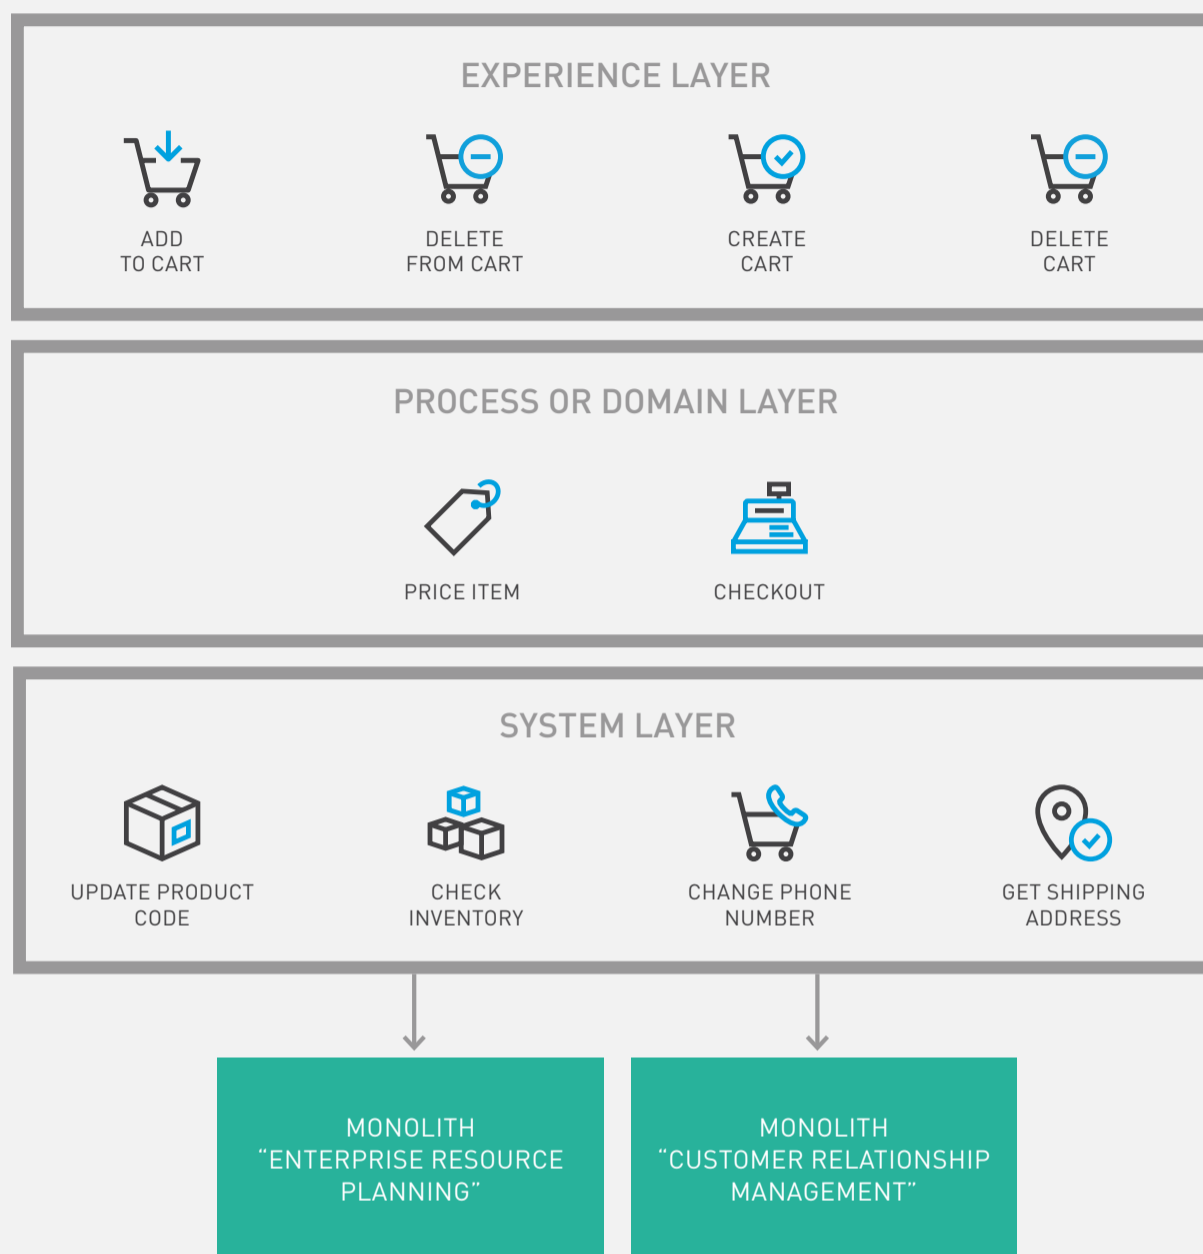 EXPERIENCE LAYER
ADD
TO CART
DELETE
FROM CART
CREATE
CART
DELETE
CART
PROCESS OR DOMAIN LAYER
PRICE ITEM
CHECKOUT
SYSTEM LAYER
UPDATE PRODUCT
CODE
CHECK
INVENTORY
CHANGE PHONE
NUMBER
GET SHIPPING
ADDRESS
MONOLITH
“ENTERPRISE RESOURCE
PLANNING”
MONOLITH
“CUSTOMER RELATIONSHIP
MANAGEMENT”